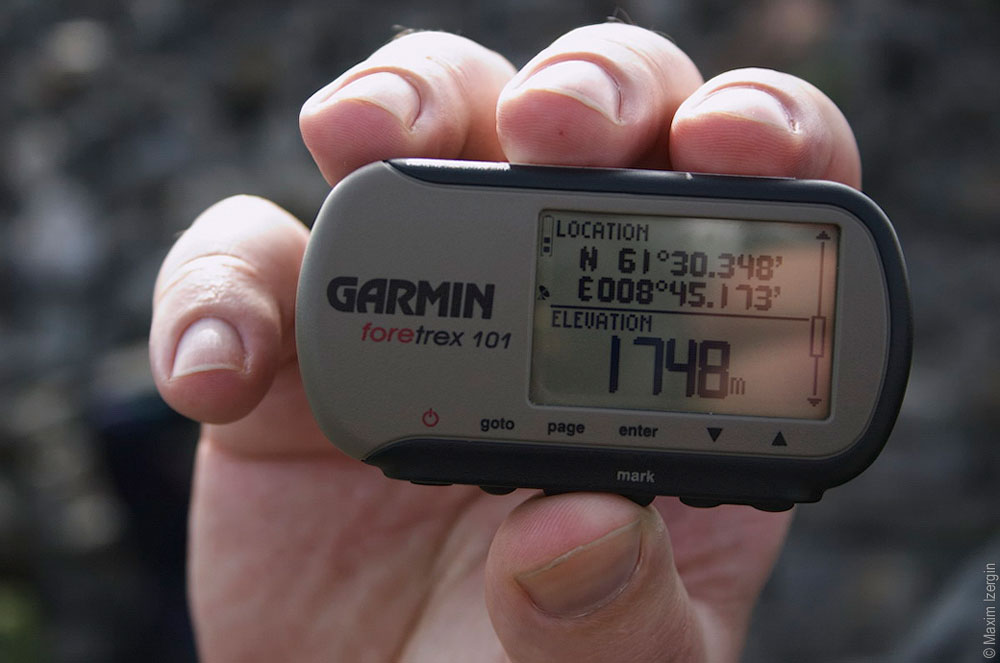 LOCATION
N 61°30.348'
E008°45.173'
ELEVATION
1748m
GARMIN
foretrex 101
goto page enter
mark
© Maxim Izergin